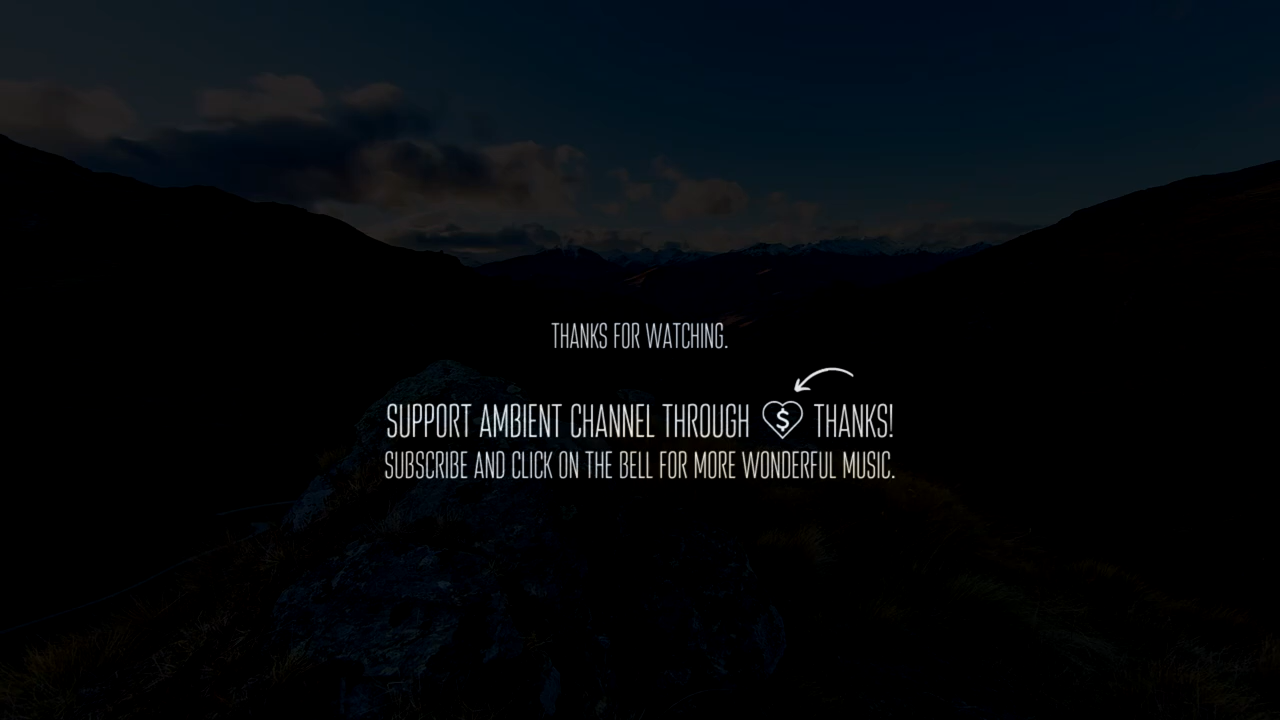 THANKS FOR WATCHING.
SUPPORT AMBIENT CHANNEL THROUGH $ THANKS!
SUBSCRIBE AND CLICK ON THE BELL FOR MORE WONDERFUL MUSIC.